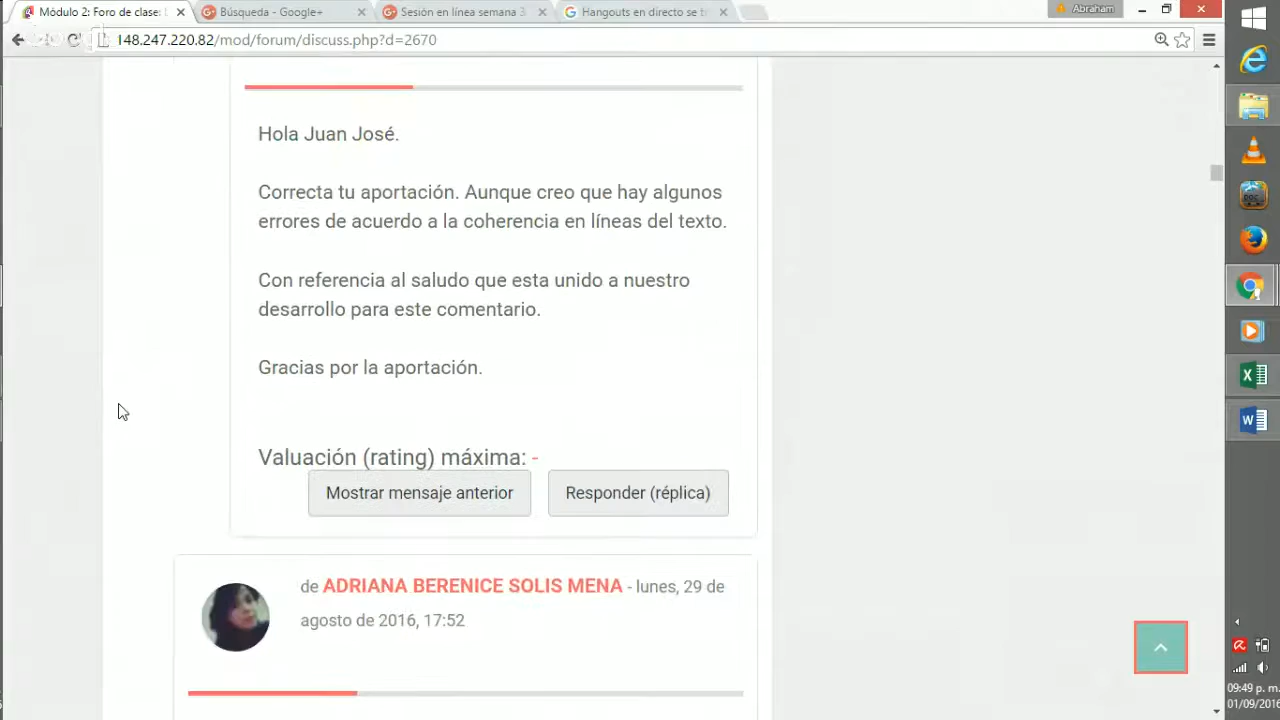 Módulo 2: Foro de clase:
Búsqueda - Google+
Sesión en línea semana 3
Hangouts en directo se t
Abraham
148.247.220.82/mod/forum/discuss.php?d=2670
Hola Juan José.
Correcta tu aportación. Aunque creo que hay algunos
errores de acuerdo a la coherencia en líneas del texto.
Con referencia al saludo que esta unido a nuestro
desarrollo para este comentario.
Gracias por la aportación.
Valuación (rating) máxima: -
Mostrar mensaje anterior
Responder (réplica)
de ADRIANA BERENICE SOLIS MENA - lunes, 29 de
agosto de 2016, 17:52
09:49 p. m.
01/09/2016